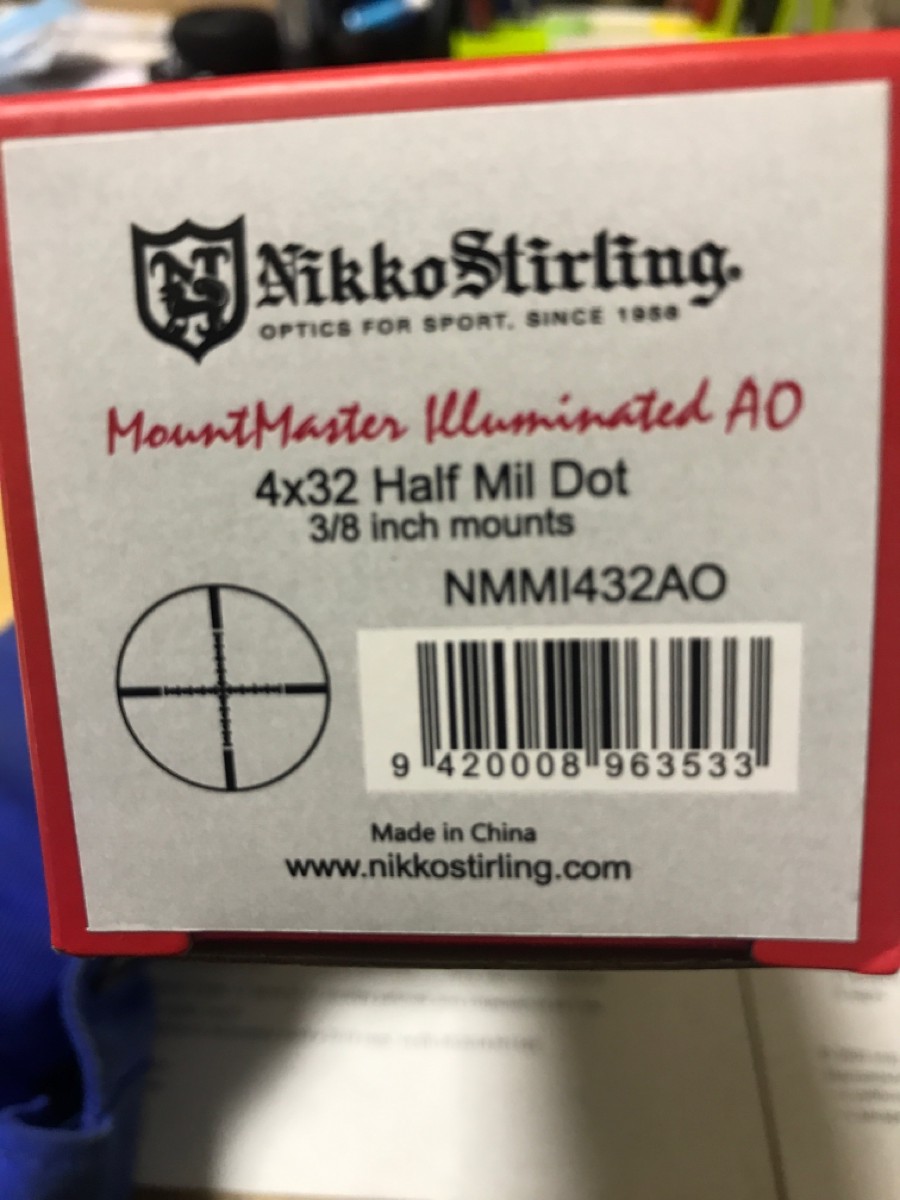 NikkoStirling.
OPTICS FOR SPORT. SINCE 1958
MountMaster Illuminated AO
4x32 Half Mil Dot
3/8 inch mounts
NMMI432AO
9 420008 963533
Made in China
www.nikkostirling.com